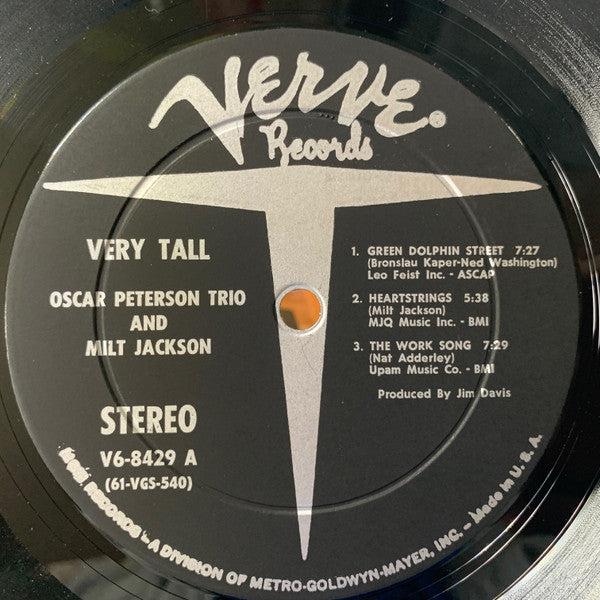 Verve®
Records
VERY TALL
OSCAR PETERSON TRIO
AND
MILT JACKSON
STEREO
V6-8429 A
(61-VGS-540)
1. GREEN DOLPHIN STREET 7:27
(Bronslau Kaper-Ned Washington)
Leo Feist Inc. - ASCAP
2. HEARTSTRINGS 5:38
(Milt Jackson)
MJQ Music Inc. - BMI
3. THE WORK SONG 7:29
(Nat Adderley)
Upam Music Co. - BMI
Produced By Jim Davis
MGM RECORDS - A DIVISION OF METRO-GOLDWYN-MAYER, INC. - Made in U. S. A.